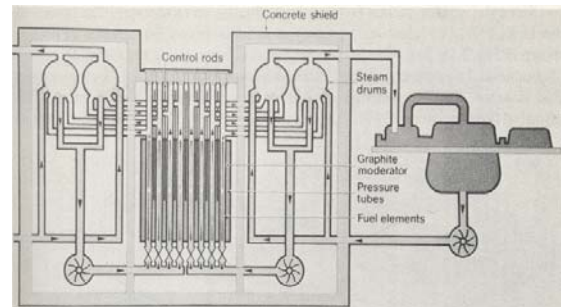 Concrete shield
Control rods
Steam
drums
Graphite
moderator
Pressure
tubes
Fuel elements